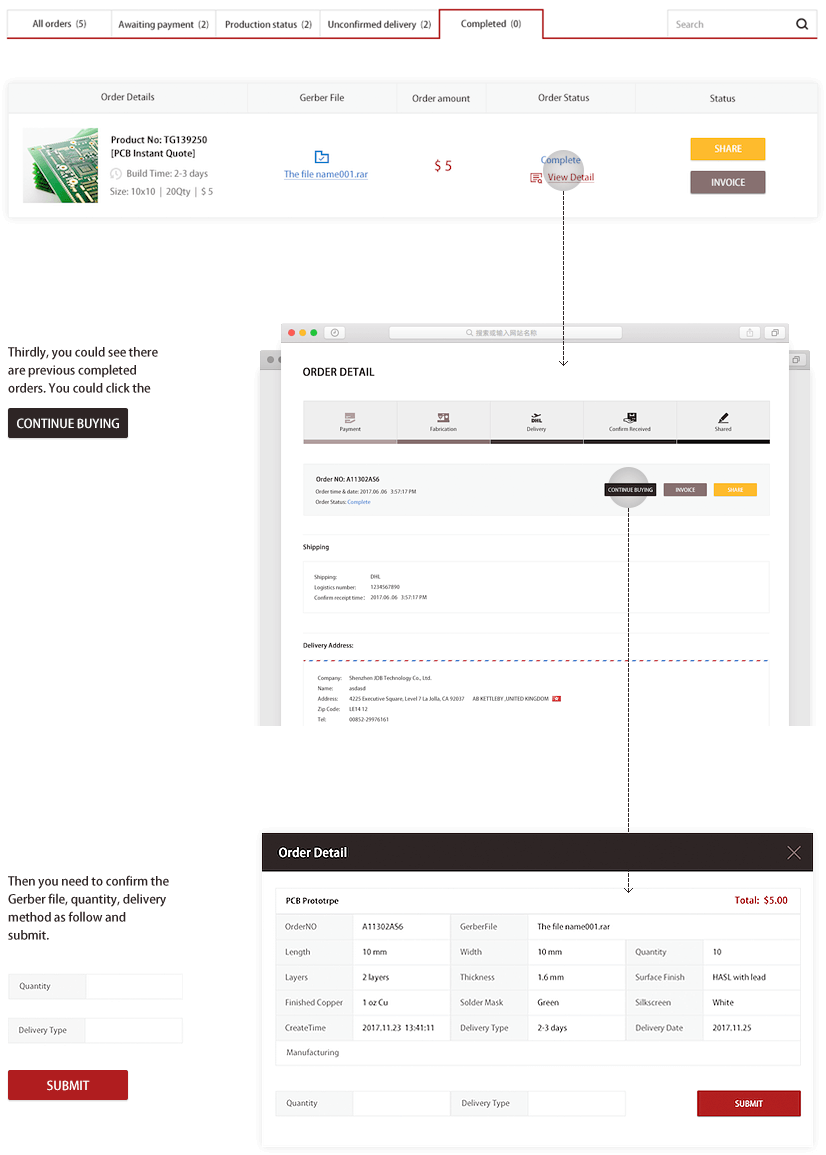 All orders (5)
Awaiting payment (2)
Production status (2)
Unconfirmed delivery (2)
Completed (0)
Search
Order Details
Gerber File
Order amount
Order Status
Status
Product No: TG139250
[PCB Instant Quote]
Build Time: 2-3 days
Size: 10x10 | 20Qty | $ 5
The file name001.rar
$ 5
Complete
View Detail
SHARE
INVOICE
Thirdly, you could see there
are previous completed
orders. You could click the
CONTINUE BUYING
搜索或输入网站名称
ORDER DETAIL
Payment
Fabrication
DHL
Delivery
Confirm Received
Shared
Order NO: A11302AS6
Order time & date: 2017.06 .06 3:57:17 PM
Order Status: Complete
CONTINUE BUYING
INVOICE
SHARE
Shipping
Shipping: DHL
Logistics number: 1234567890
Confirm receipt time: 2017.06 .06 3:57:17 PM
Delivery Address:
Company: Shenzhen JDB Technology Co., Ltd.
Name: asdasd
Address: 4225 Executive Square, Level 7 La Jolla, CA 92037 AB KETTLEBY ,UNITED KINGDOM
Zip Code: LE14 12
Tel: 00852-29976161
Then you need to confirm the
Gerber file, quantity, delivery
method as follow and
submit.
Quantity
Delivery Type
SUBMIT
Order Detail
PCB Prototrpe
Total: $5.00
OrderNO A11302AS6 GerberFile The file name001.rar
Length 10 mm Width 10 mm Quantity 10
Layers 2 layers Thickness 1.6 mm Surface Finish HASL with lead
Finished Copper 1 oz Cu Solder Mask Green Silkscreen White
CreateTime 2017.11.23 13:41:11 Delivery Type 2-3 days Delivery Date 2017.11.25
Manufacturing
Quantity
Delivery Type
SUBMIT